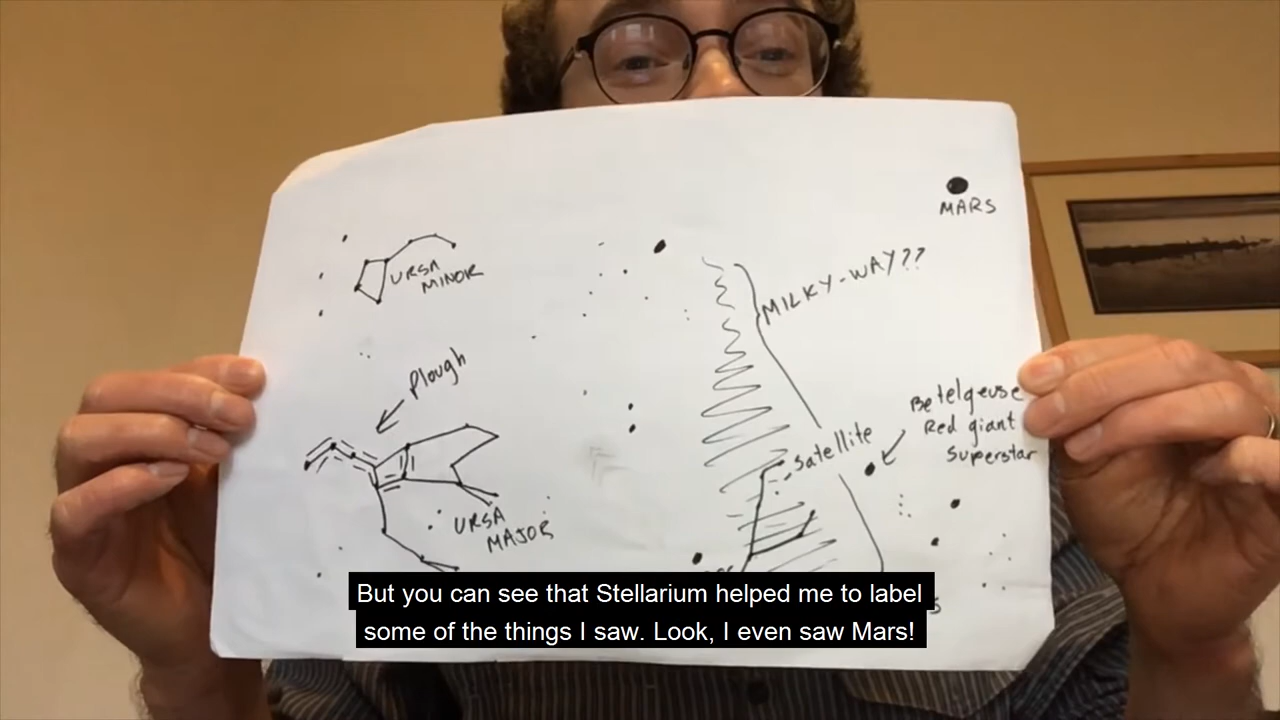 MARS
URSA
MINOR
MILKY-WAY??
Plough
Betelgeuse
Red giant
Superstar
Satellite
URSA
MAJOR
But you can see that Stellarium helped me to label
some of the things I saw. Look, I even saw Mars!